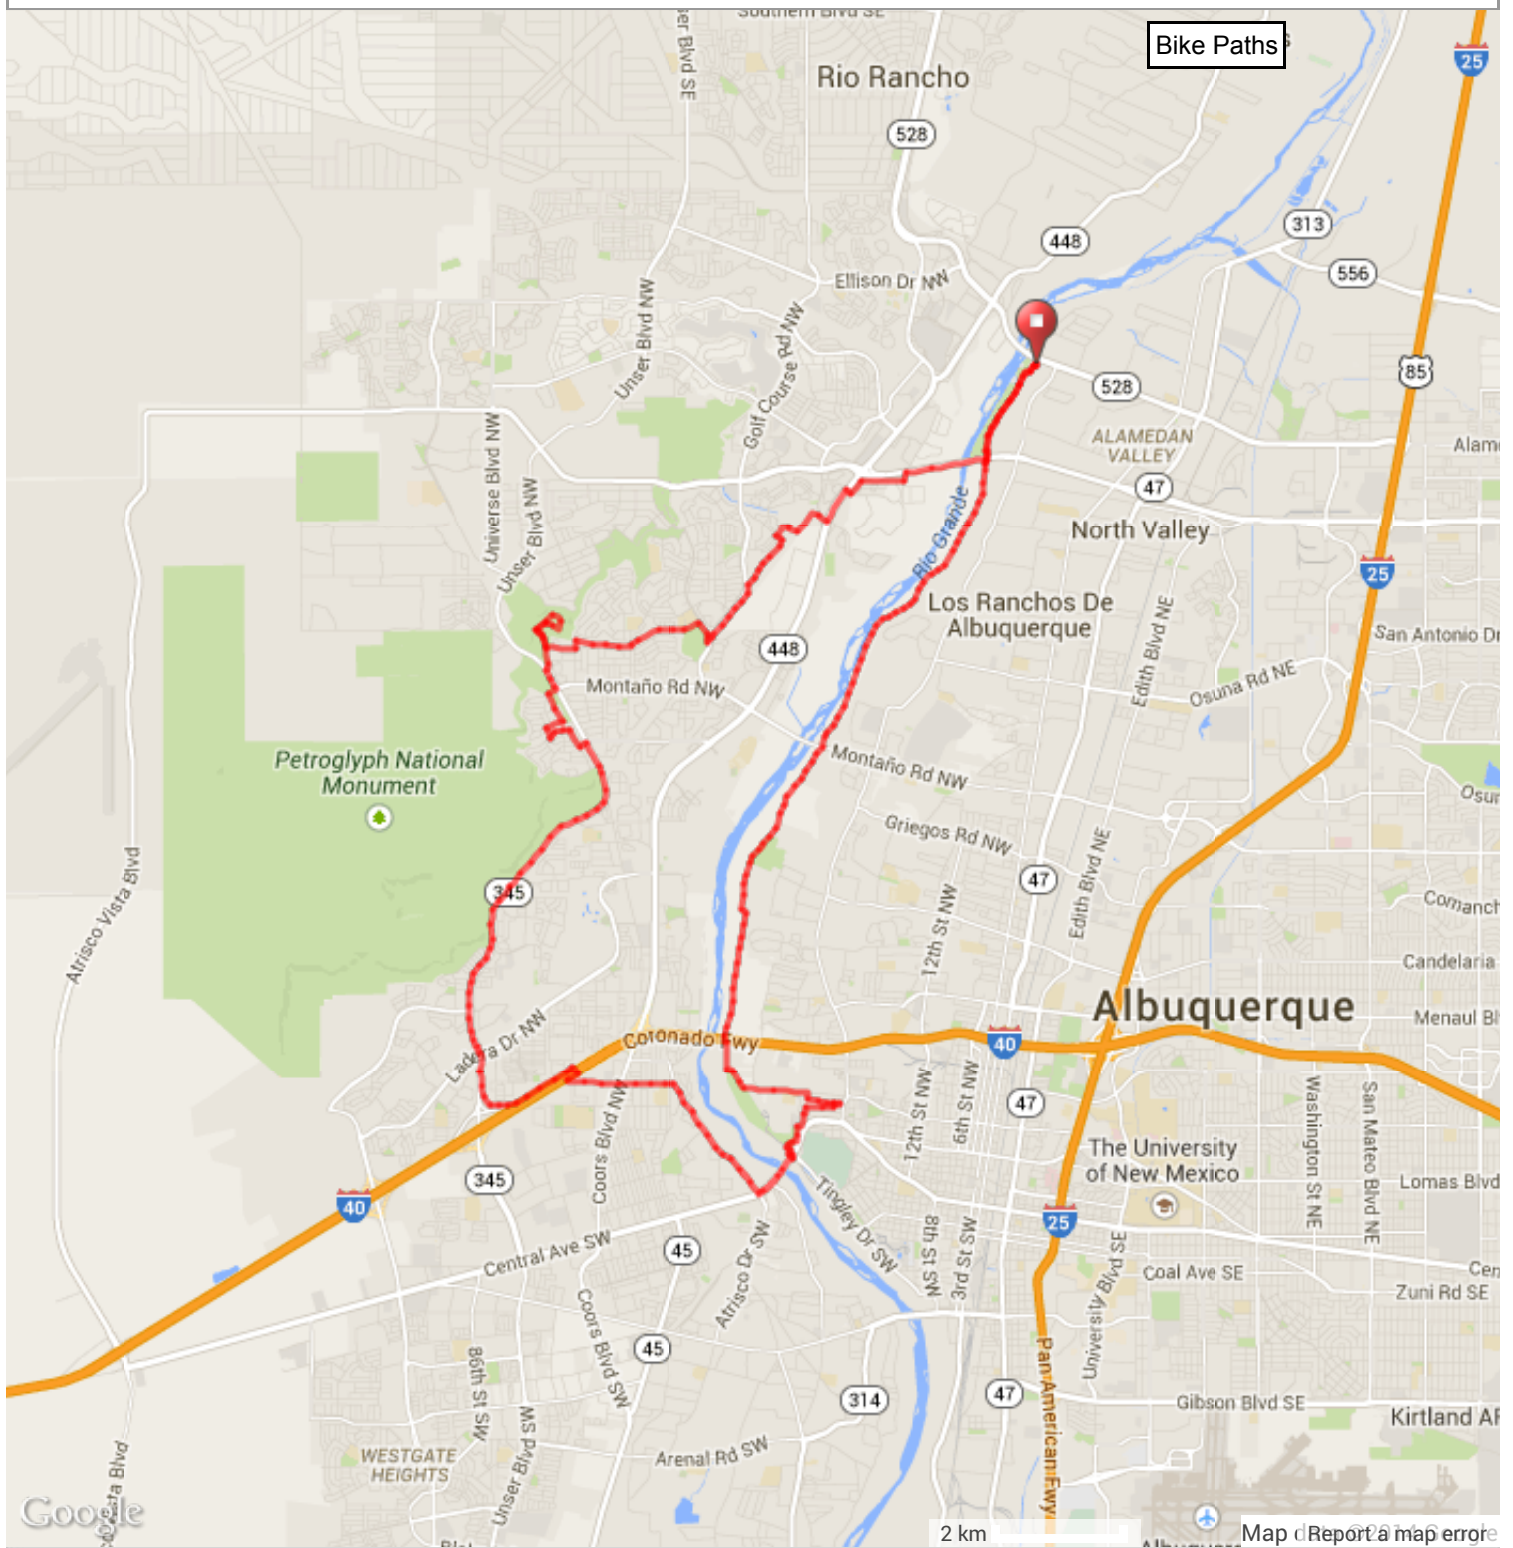 Southern Blvd SE
Bike Paths
Rio Rancho
25
528
313
448
556
Ellison Dr NW
Unser Blvd NW
Golf Course Rd NW
528
85
Universe Blvd NW
Unser Blvd NW
ALAMEDAN
VALLEY
47
North Valley
Rio Grande
25
Los Ranchos De
Albuquerque
Edith Blvd NE
San Antonio Dr
448
Osuna Rd NE
Montaño Rd NW
Petroglyph National
Monument
Montaño Rd NW
Griegos Rd NW
47
Edith Blvd NE
345
12th St NW
Atrisco Vista Blvd
Candelaria
Albuquerque
Menaul Bl
Ladera Dr NW
Coronado Fwy
40
Coors Blvd NW
12th St NW
6th St NW
47
Washington St NE
San Mateo Blvd NE
The University
of New Mexico
345
40
Lomas Blvd
Tingley Dr SW
25
Central Ave SW
45
Atrisco Dr SW
8th St SW
3rd St SW
University Blvd SE
Coal Ave SE
Zuni Rd SE
Coors Blvd SW
45
86th St SW
Unser Blvd SW
314
47
Pan American Fwy
Gibson Blvd SE
Kirtland AF
WESTGATE
HEIGHTS
Arenal Rd SW
Google
2 km
Map
Report a map error